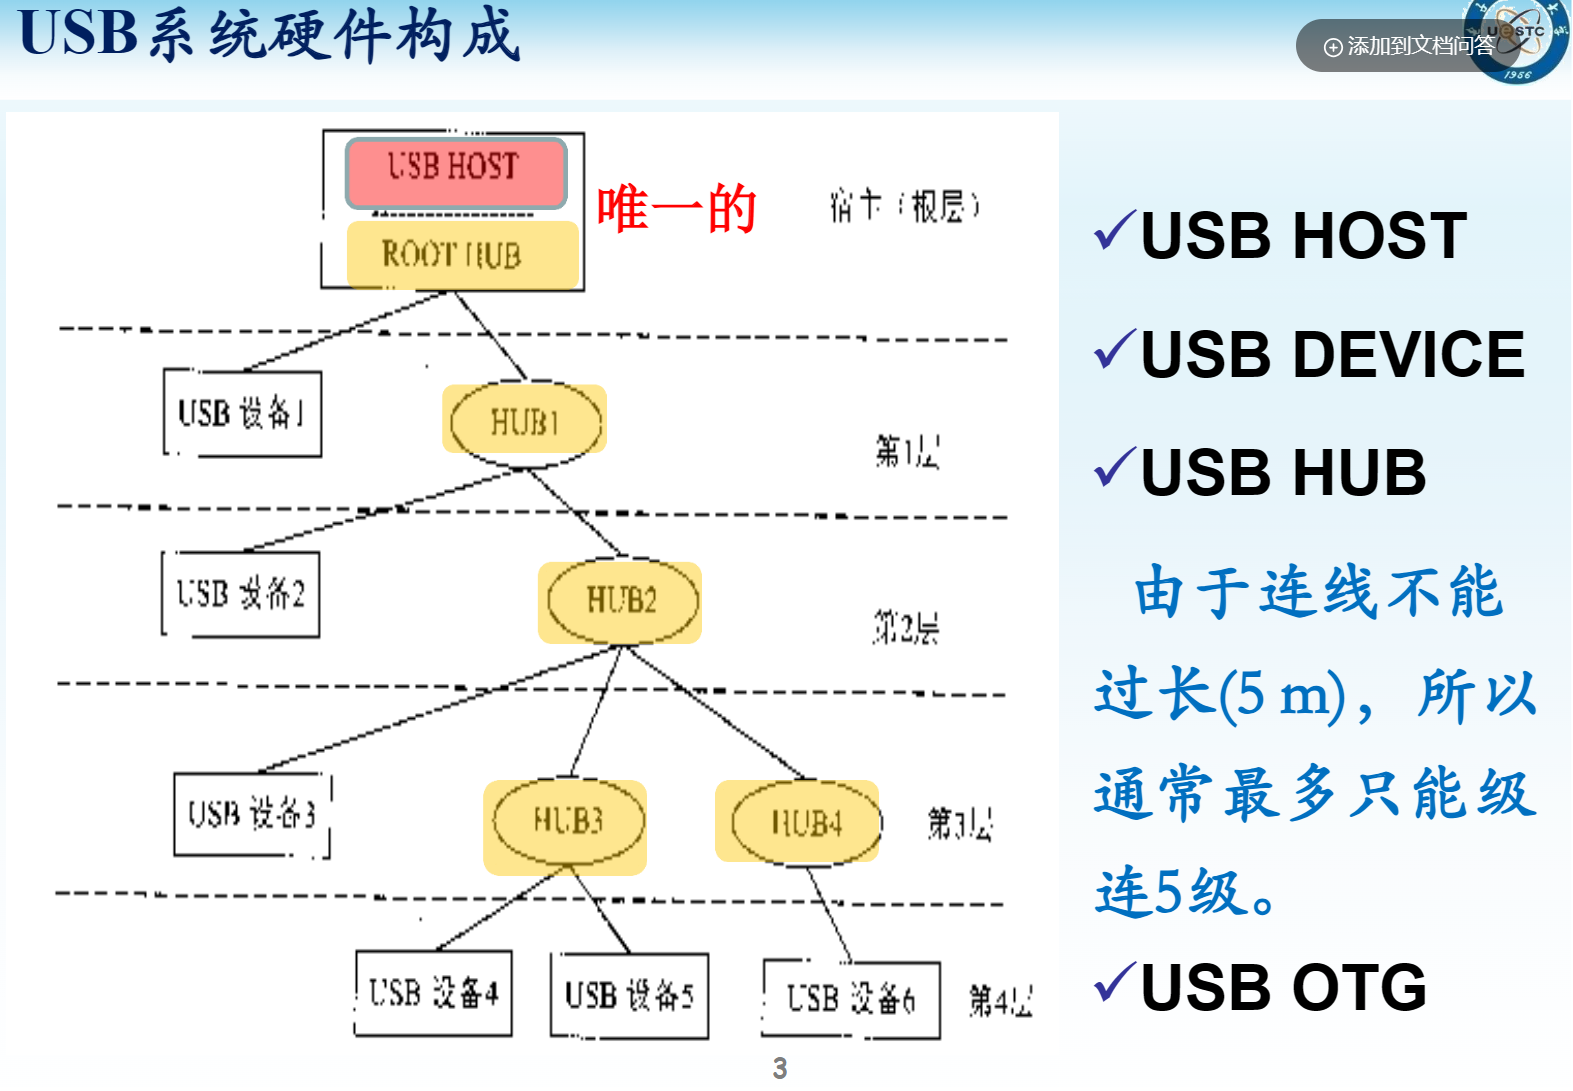 USB系统硬件构成
添加到文档问答
UESTC
1956
USB HOST
唯一的
宿主（根层）
ROOT HUB
USB 设备1
HUB1
第1层
USB 设备2
HUB2
第2层
USB 设备3
HUB3
HUB4
第3层
USB 设备4
USB 设备5
USB 设备6
第4层
✓USB HOST
✓USB DEVICE
✓USB HUB
由于连线不能
过长(5 m)，所以
通常最多只能级
连5级。
✓USB OTG
3